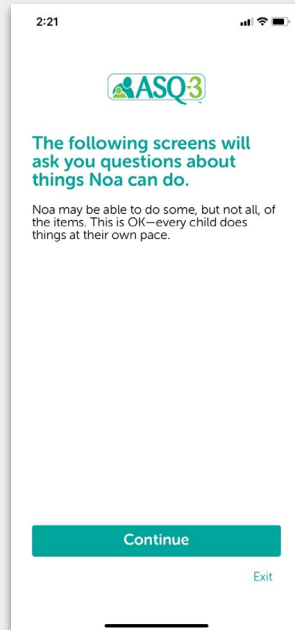 2:21
ASQ-3™
The following screens will
ask you questions about
things Noa can do.
Noa may be able to do some, but not all, of
the items. This is OK—every child does
things at their own pace.
Continue
Exit